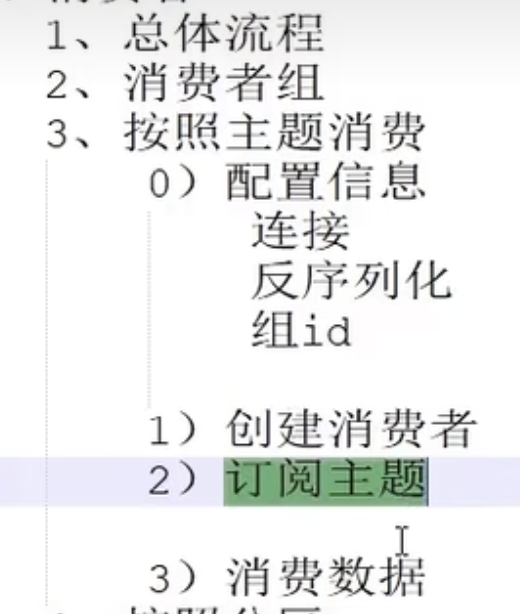 1、总体流程
2、消费者组
3、按照主题消费
0）配置信息
连接
反序列化
组id
1）创建消费者
2）订阅主题
3）消费数据